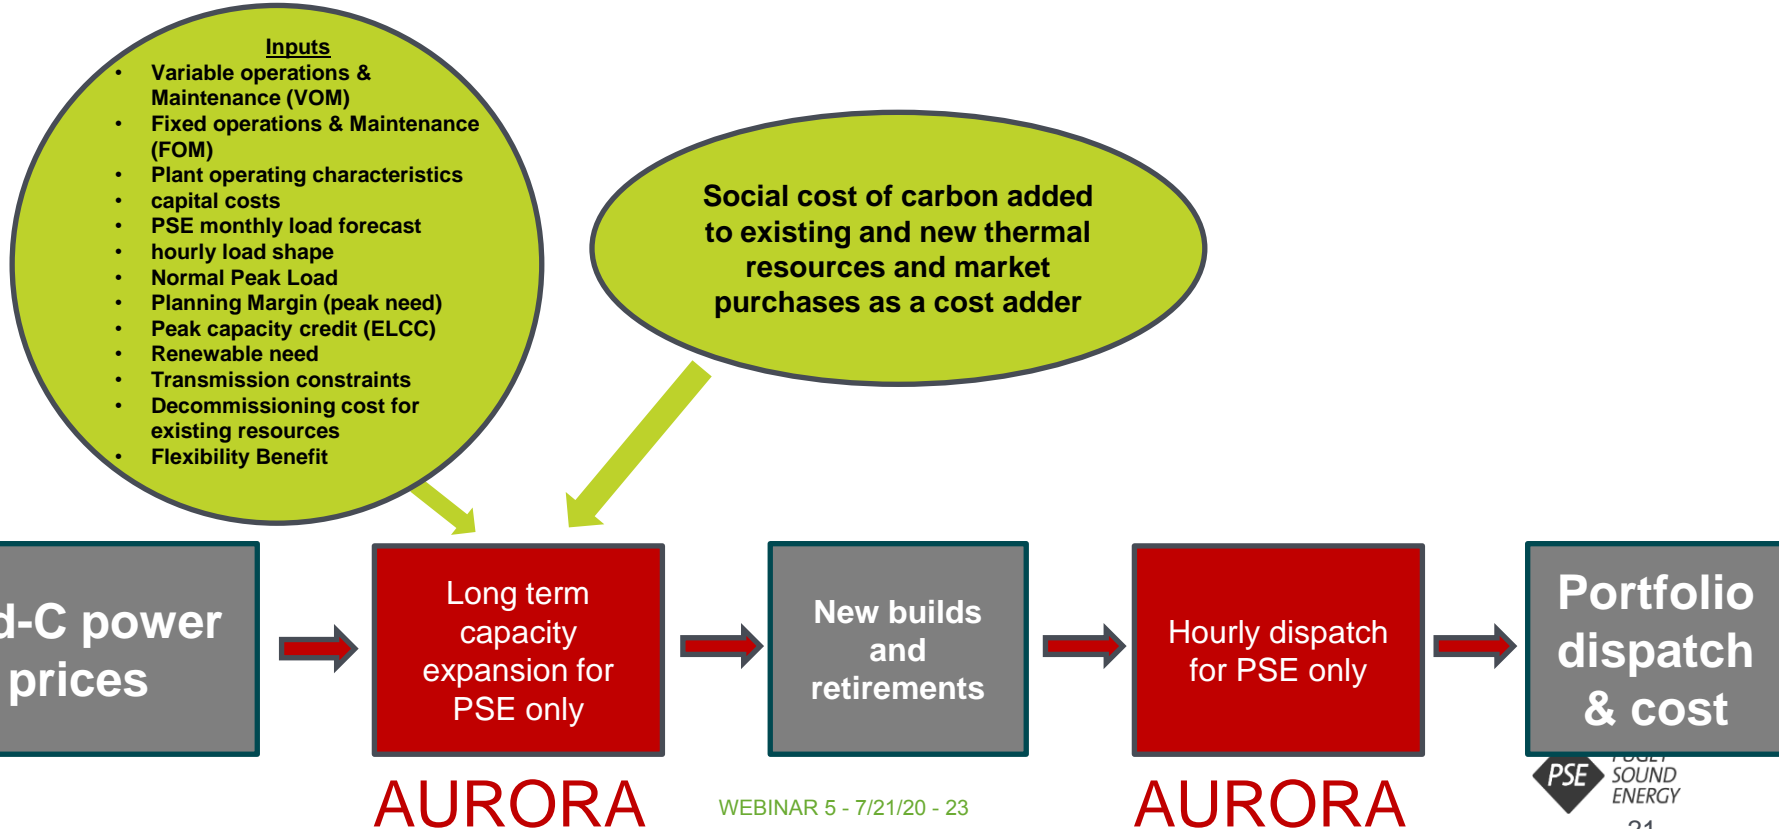 Inputs
• Variable operations &
Maintenance (VOM)
• Fixed operations & Maintenance
(FOM)
• Plant operating characteristics
• capital costs
• PSE monthly load forecast
• hourly load shape
• Normal Peak Load
• Planning Margin (peak need)
• Peak capacity credit (ELCC)
• Renewable need
• Transmission constraints
• Decommissioning cost for
existing resources
• Flexibility Benefit
Social cost of carbon added
to existing and new thermal
resources and market
purchases as a cost adder
d-C power
prices
Long term
capacity
expansion for
PSE only
New builds
and
retirements
Hourly dispatch
for PSE only
Portfolio
dispatch
& cost
AURORA
WEBINAR 5 - 7/21/20 - 23
AURORA
PSE
SOUND
ENERGY